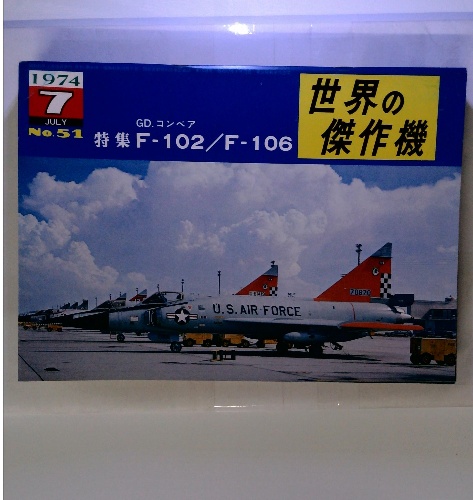 1974
7
JULY
No.51
GD.コンベア
特集 F-102/F-106
世界の
傑作機
U.S. AIR FORCE